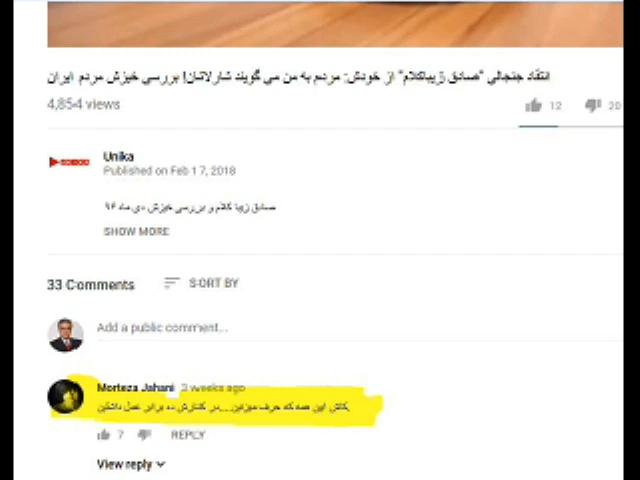 انتقاد جنجالی "صادق زیباکلام" از خودش: مردم به من می گویند شارلاتان! بررسی خیزش مردم ایران
4,854 views
12 20
Unika
Published on Feb 17, 2018
صادق زیبا کلام و بررسی خیزش دی ماه ۹۶
SHOW MORE
33 Comments SORT BY
Add a public comment...
Morteza Jahani 3 weeks ago
کاش این همه که حرف میزنین....در کنارش ده برابر عمل داشتین
7 REPLY
View reply